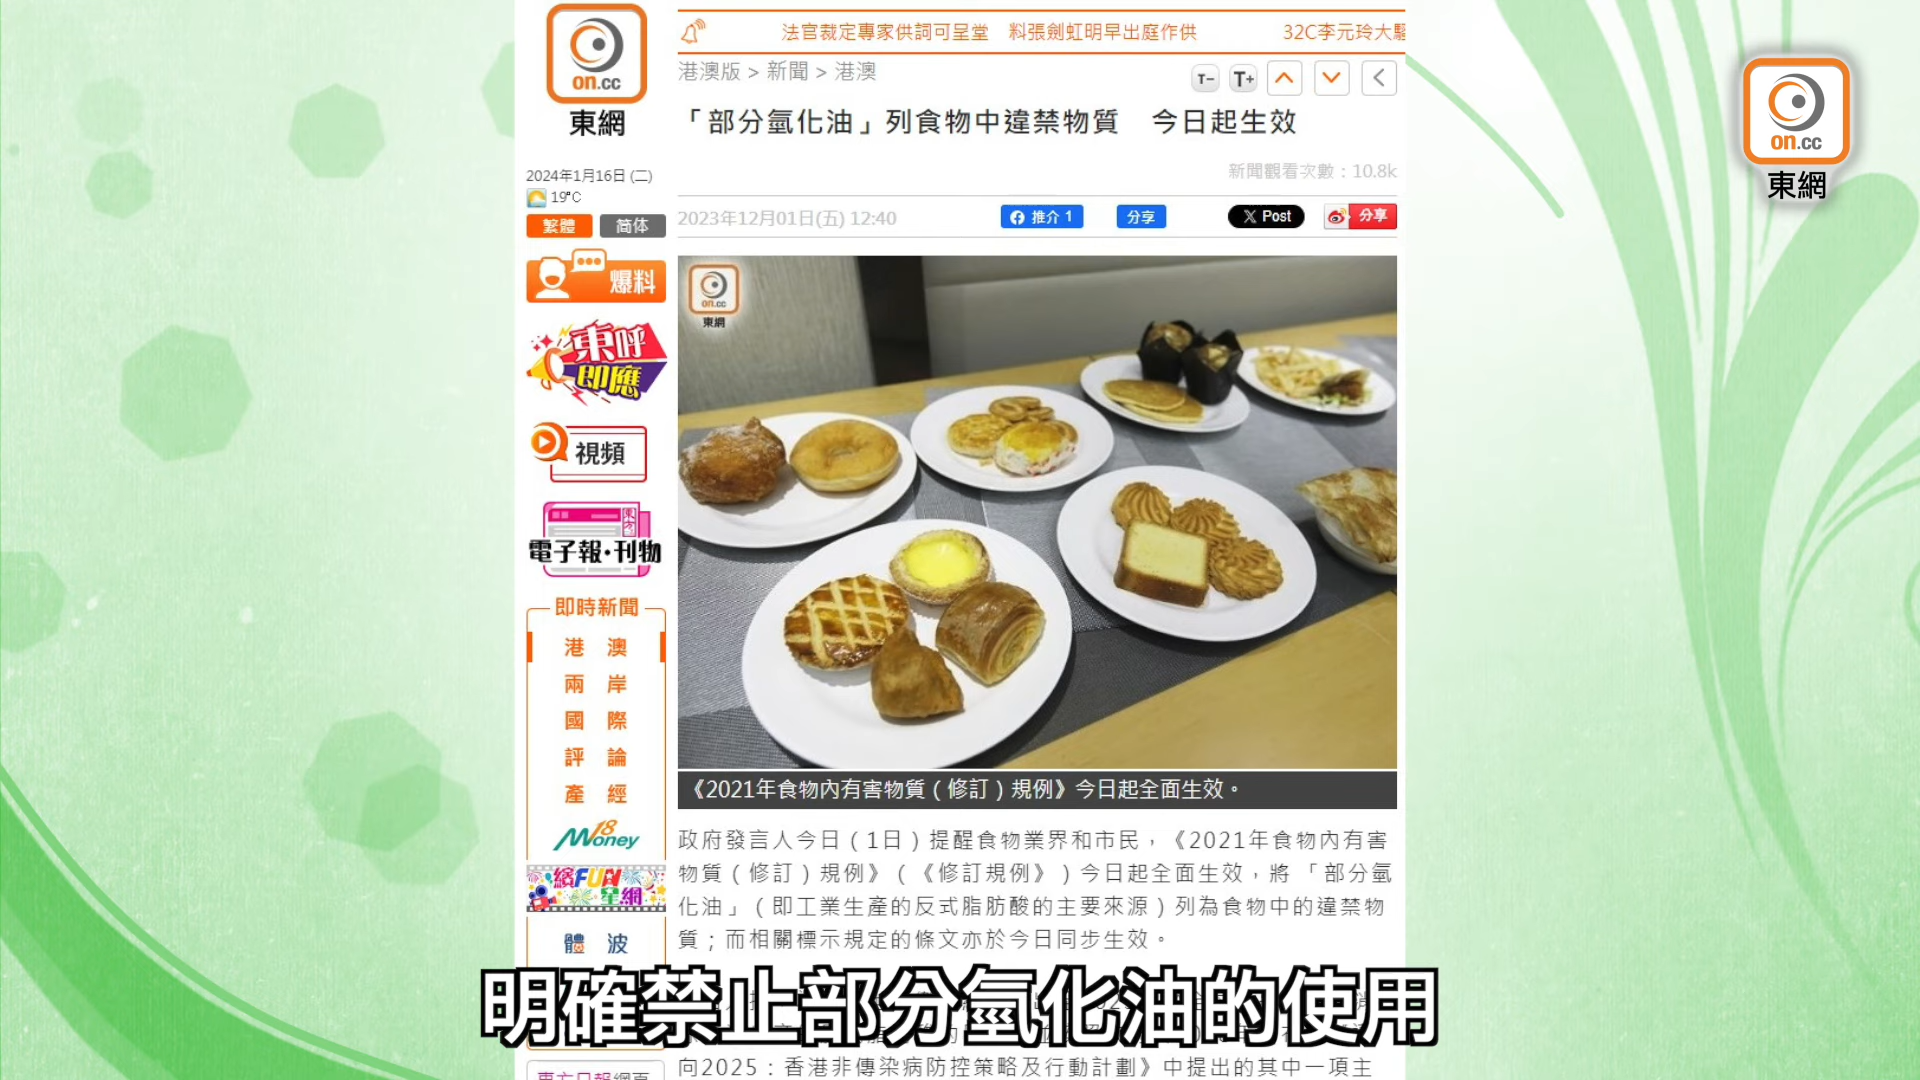 on.cc
東網
法官裁定專家供詞可呈堂 料張劍虹明早出庭作供 32C李元玲大騷
港澳版 > 新聞 > 港澳
T− T+
「部分氫化油」列食物中違禁物質 今日起生效
on.cc
東網
新聞觀看次數：10.8k
2024年1月16日 (二)
19°C
繁體 简体
2023年12月01日(五) 12:40
推介 1 分享 X Post 分享
爆料
東呼
即應
視頻
東方
電子報·刊物
on.cc
東網
即時新聞
港澳
兩岸
國際
評論
產經
18
Money
繽FUN
星網
體波
《2021年食物內有害物質（修訂）規例》今日起全面生效。
政府發言人今日（1日）提醒食物業界和市民，《2021年食物內有害
物質（修訂）規例》（《修訂規例》）今日起全面生效，將 「部分氫
化油」（即工業生產的反式脂肪酸的主要來源）列為食物中的違禁物
質；而相關標示規定的條文亦於今日同步生效。
明確禁止部分氫化油的使用
向2025：香港非傳染病防控策略及行動計劃》中提出的其中一項主